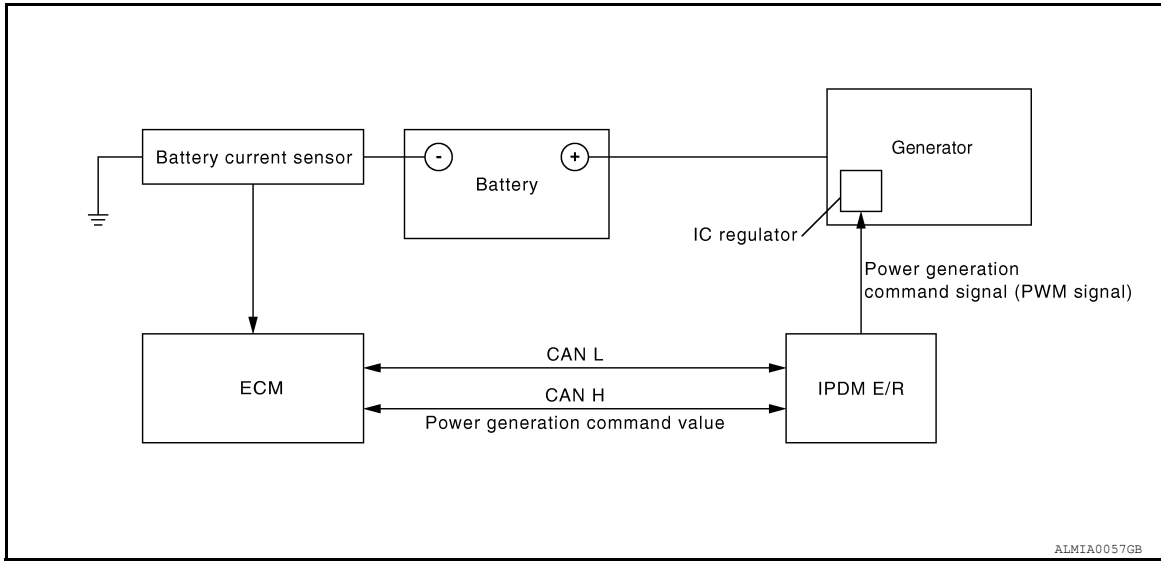 Battery current sensor
-
+
Battery
Generator
IC regulator
Power generation
command signal (PWM signal)
ECM
CAN L
CAN H
Power generation command value
IPDM E/R
ALMIA0057GB